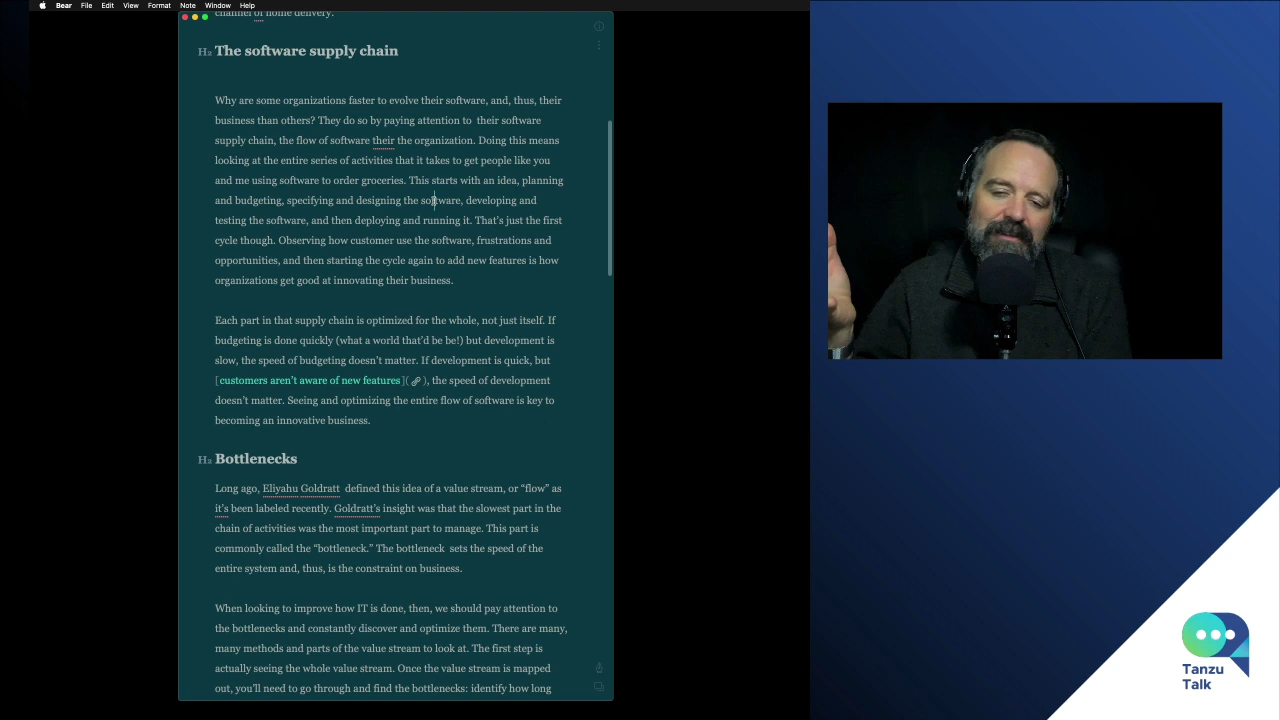 Bear File Edit View Format Note Window Help
channel of home delivery.
H2 The software supply chain
Why are some organizations faster to evolve their software, and, thus, their
business than others? They do so by paying attention to  their software
supply chain, the flow of software their the organization. Doing this means
looking at the entire series of activities that it takes to get people like you
and me using software to order groceries. This starts with an idea, planning
and budgeting, specifying and designing the software, developing and
testing the software, and then deploying and running it. That’s just the first
cycle though. Observing how customer use the software, frustrations and
opportunities, and then starting the cycle again to add new features is how
organizations get good at innovating their business.
Each part in that supply chain is optimized for the whole, not just itself. If
budgeting is done quickly (what a world that’d be be!) but development is
slow, the speed of budgeting doesn’t matter. If development is quick, but
[customers aren’t aware of new features](), the speed of development
doesn’t matter. Seeing and optimizing the entire flow of software is key to
becoming an innovative business.
H2 Bottlenecks
Long ago, Eliyahu Goldratt  defined this idea of a value stream, or “flow” as
it’s been labeled recently. Goldratt’s insight was that the slowest part in the
chain of activities was the most important part to manage. This part is
commonly called the “bottleneck.” The bottleneck  sets the speed of the
entire system and, thus, is the constraint on business.
When looking to improve how IT is done, then, we should pay attention to
the bottlenecks and constantly discover and optimize them. There are many,
many methods and parts of the value stream to look at. The first step is
actually seeing the whole value stream. Once the value stream is mapped
out, you’ll need to go through and find the bottlenecks: identify how long
Tanzu
Talk